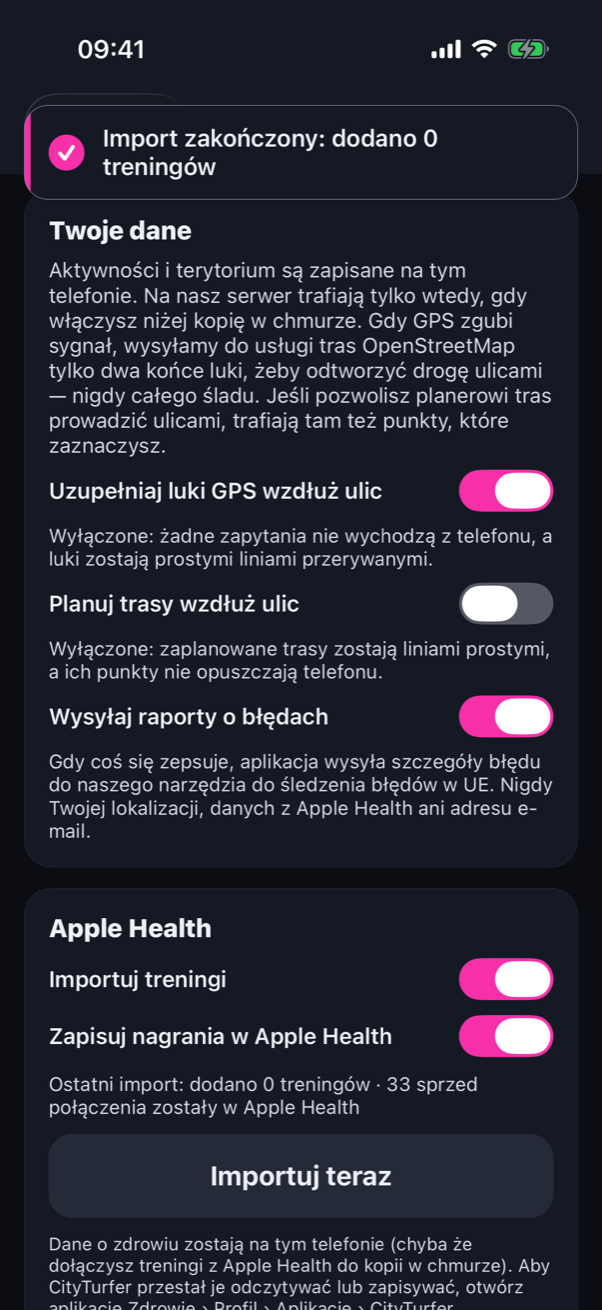 09:41
Import zakończony: dodano 0
treningów
Twoje dane
Aktywności i terytorium są zapisane na tym
telefonie. Na nasz serwer trafiają tylko wtedy, gdy
włączysz niżej kopię w chmurze. Gdy GPS zgubi
sygnał, wysyłamy do usługi tras OpenStreetMap
tylko dwa końce luki, żeby odtworzyć drogę ulicami
— nigdy całego śladu. Jeśli pozwolisz planerowi tras
prowadzić ulicami, trafiają tam też punkty, które
zaznaczysz.
Uzupełniaj luki GPS wzdłuż ulic
Wyłączone: żadne zapytania nie wychodzą z telefonu, a
luki zostają prostymi liniami przerywanymi.
Planuj trasy wzdłuż ulic
Wyłączone: zaplanowane trasy zostają liniami prostymi,
a ich punkty nie opuszczają telefonu.
Wysyłaj raporty o błędach
Gdy coś się zepsuje, aplikacja wysyła szczegóły błędu
do naszego narzędzia do śledzenia błędów w UE. Nigdy
Twojej lokalizacji, danych z Apple Health ani adresu e-
mail.
Apple Health
Importuj treningi
Zapisuj nagrania w Apple Health
Ostatni import: dodano 0 treningów · 33 sprzed
połączenia zostały w Apple Health
Importuj teraz
Dane o zdrowiu zostają na tym telefonie (chyba że
dołączysz treningi z Apple Health do kopii w chmurze). Aby
CityTurfer przestał je odczytywać lub zapisywać, otwórz
aplikację Zdrowie › Profil › Aplikacje › CityTurfer